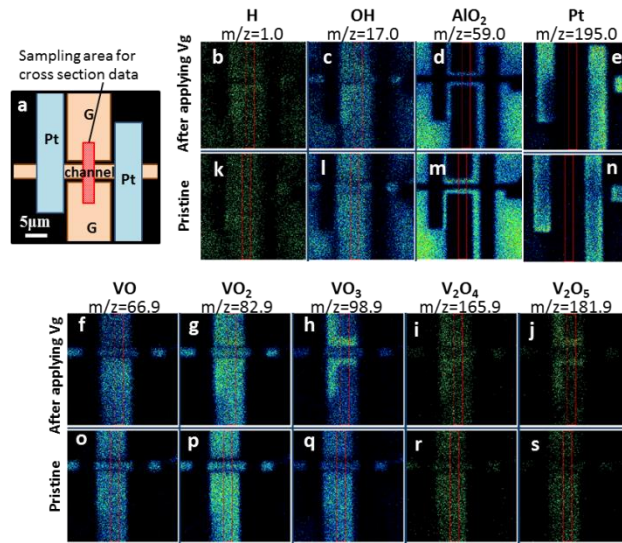 H OH AlO₂ Pt
m/z=1.0 m/z=17.0 m/z=59.0 m/z=195.0
Sampling area for
cross section data
After applying Vg
b c d e
a
G
Pt
channel
Pt
G
5μm
Pristine
k l m n
VO VO₂ VO₃ V₂O₄ V₂O₅
m/z=66.9 m/z=82.9 m/z=98.9 m/z=165.9 m/z=181.9
After applying Vg
f g h i j
Pristine
o p q r s